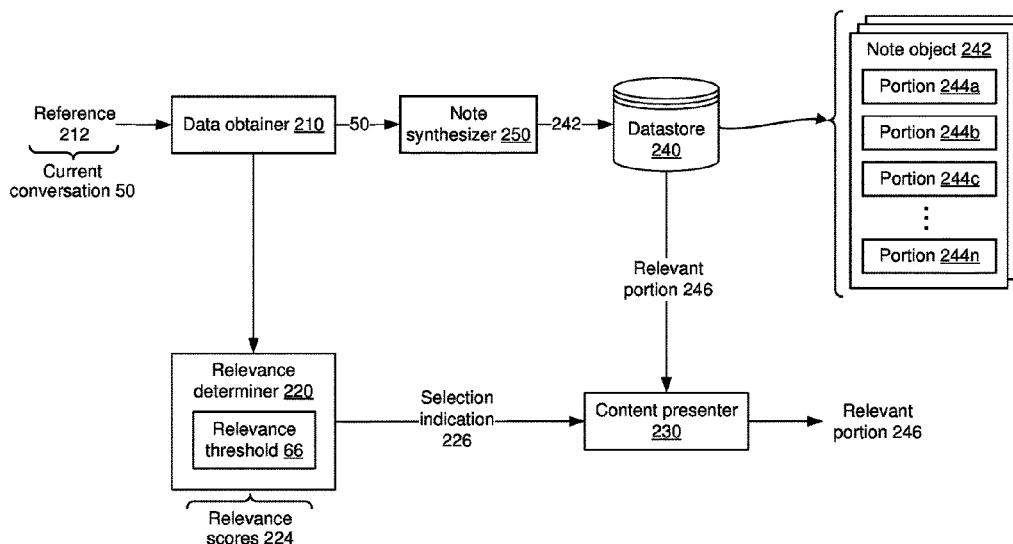 Reference
212
Current
conversation 50
Data obtainer 210
50
Note
synthesizer 250
242
Datastore
240
Note object 242
Portion 244a
Portion 244b
Portion 244c
Portion 244n
Relevant
portion 246
Relevance
determiner 220
Relevance
threshold 66
Relevance
scores 224
Selection
indication
226
Content presenter
230
Relevant
portion 246